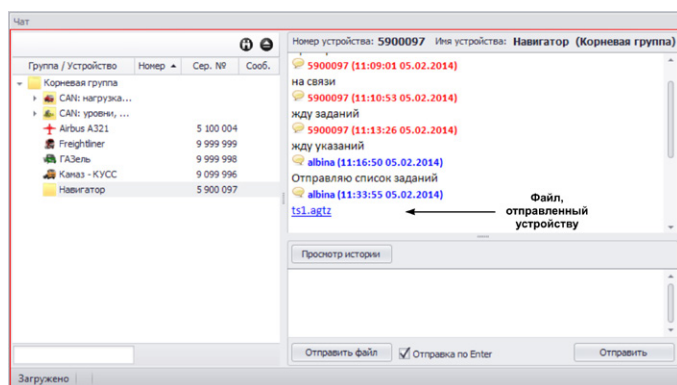 Чат
Номер устройства: 5900097 Имя устройства: Навигатор (Корневая группа)
Группа / Устройство Номер Сер. № Сооб.
Корневая группа
CAN: нагрузка...
CAN: уровни, ...
Airbus A321 5 100 004
Freightliner 9 999 999
ГАЗель 9 999 998
Камаз - КУСС 9 099 996
Навигатор 5 900 097
5900097 (11:09:01 05.02.2014)
на связи
5900097 (11:10:53 05.02.2014)
жду заданий
5900097 (11:13:26 05.02.2014)
жду указаний
albina (11:16:50 05.02.2014)
Отправляю список заданий
albina (11:33:55 05.02.2014)
ts1.agtz
Файл,
отправленный
устройству
Просмотр истории
Отправить файл Отправка по Enter Отправить
Загружено